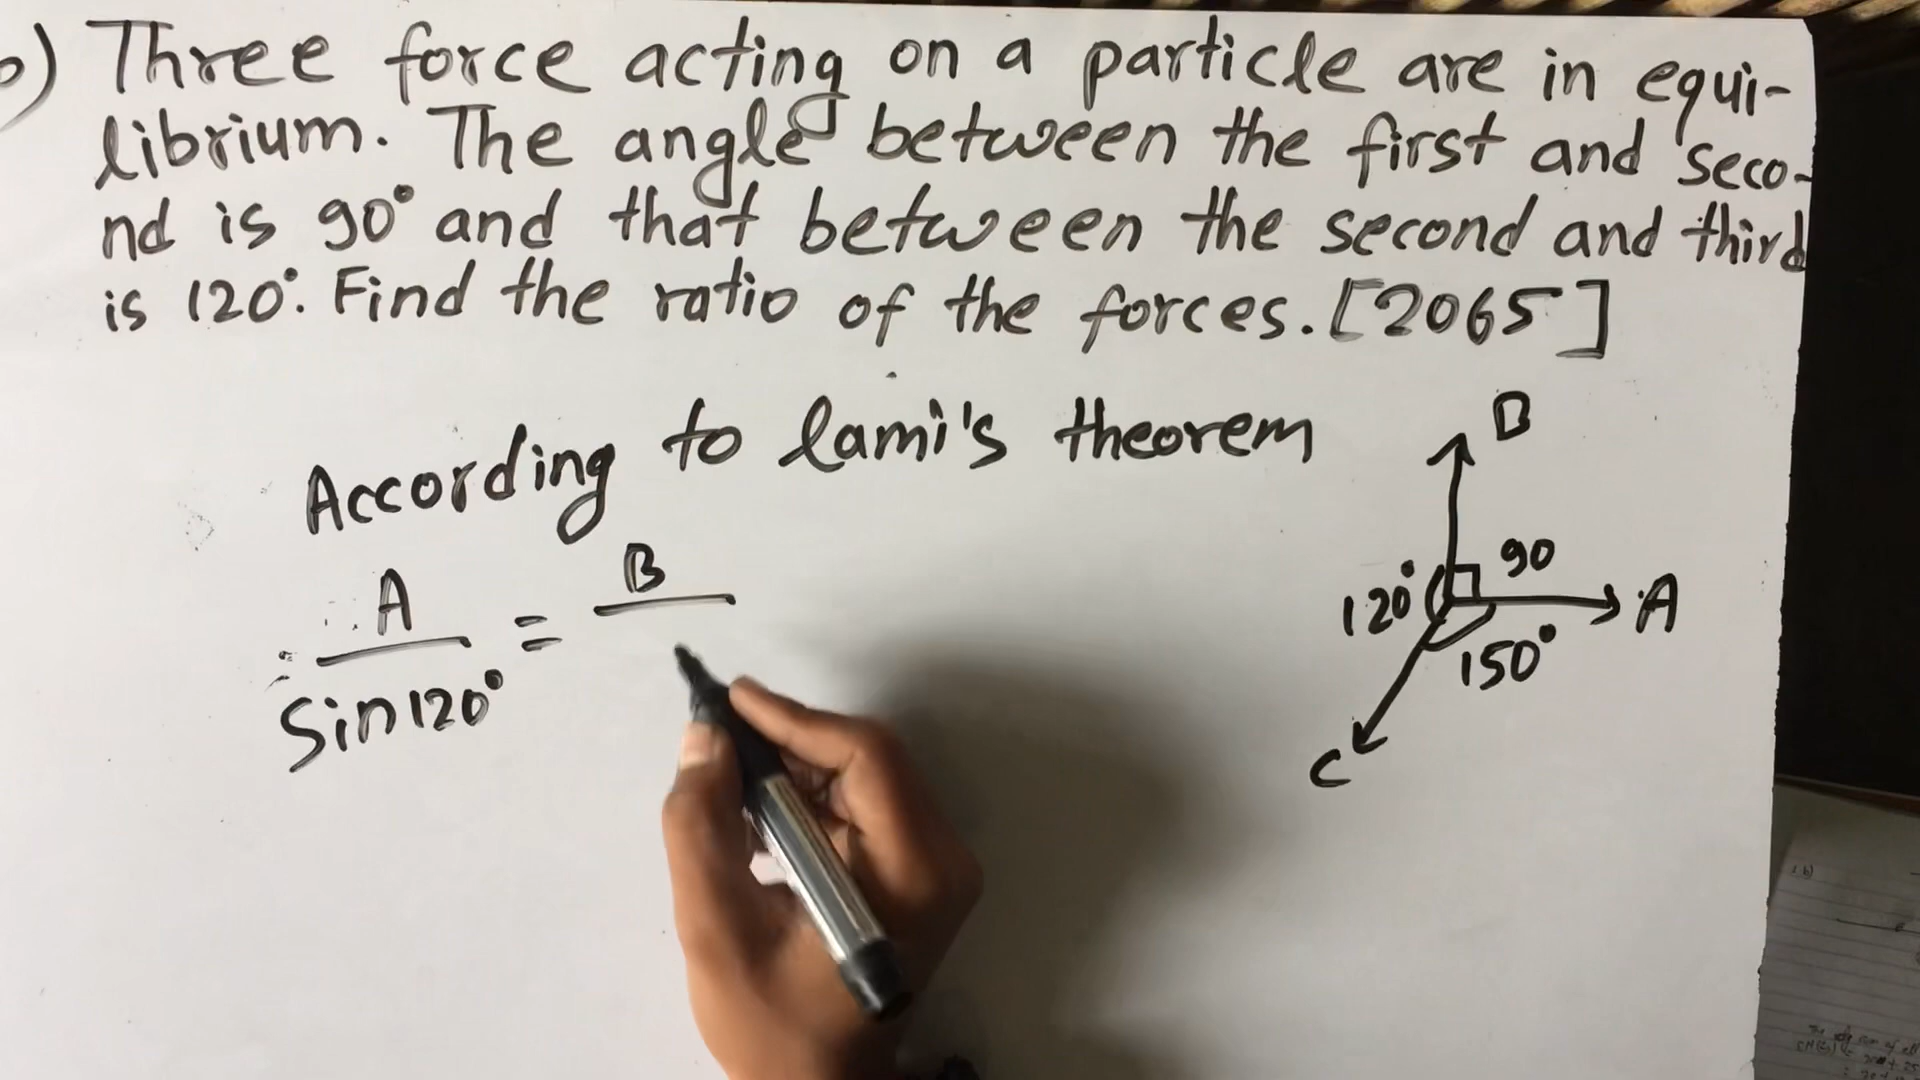 b) Three force acting on a particle are in equi-
librium. The angle between the first and seco-
nd is 90° and that between the second and third
is 120°. Find the ratio of the forces. [2065]
According to lami's theorem
A
Sin120°
=
B
B
90
120°
A
150°
C